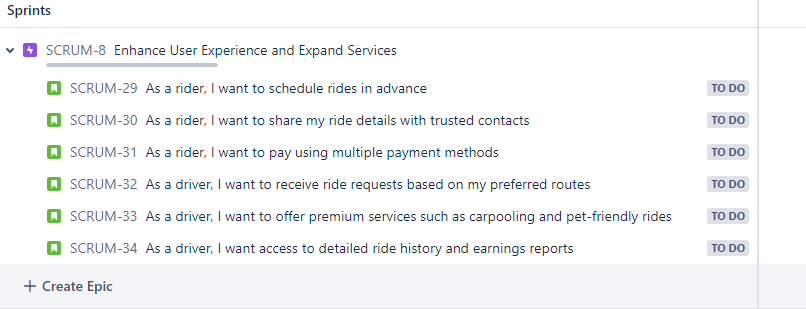 Sprints
SCRUM-8 Enhance User Experience and Expand Services
SCRUM-29 As a rider, I want to schedule rides in advance TO DO
SCRUM-30 As a rider, I want to share my ride details with trusted contacts TO DO
SCRUM-31 As a rider, I want to pay using multiple payment methods TO DO
SCRUM-32 As a driver, I want to receive ride requests based on my preferred routes TO DO
SCRUM-33 As a driver, I want to offer premium services such as carpooling and pet-friendly rides TO DO
SCRUM-34 As a driver, I want access to detailed ride history and earnings reports TO DO
+ Create Epic